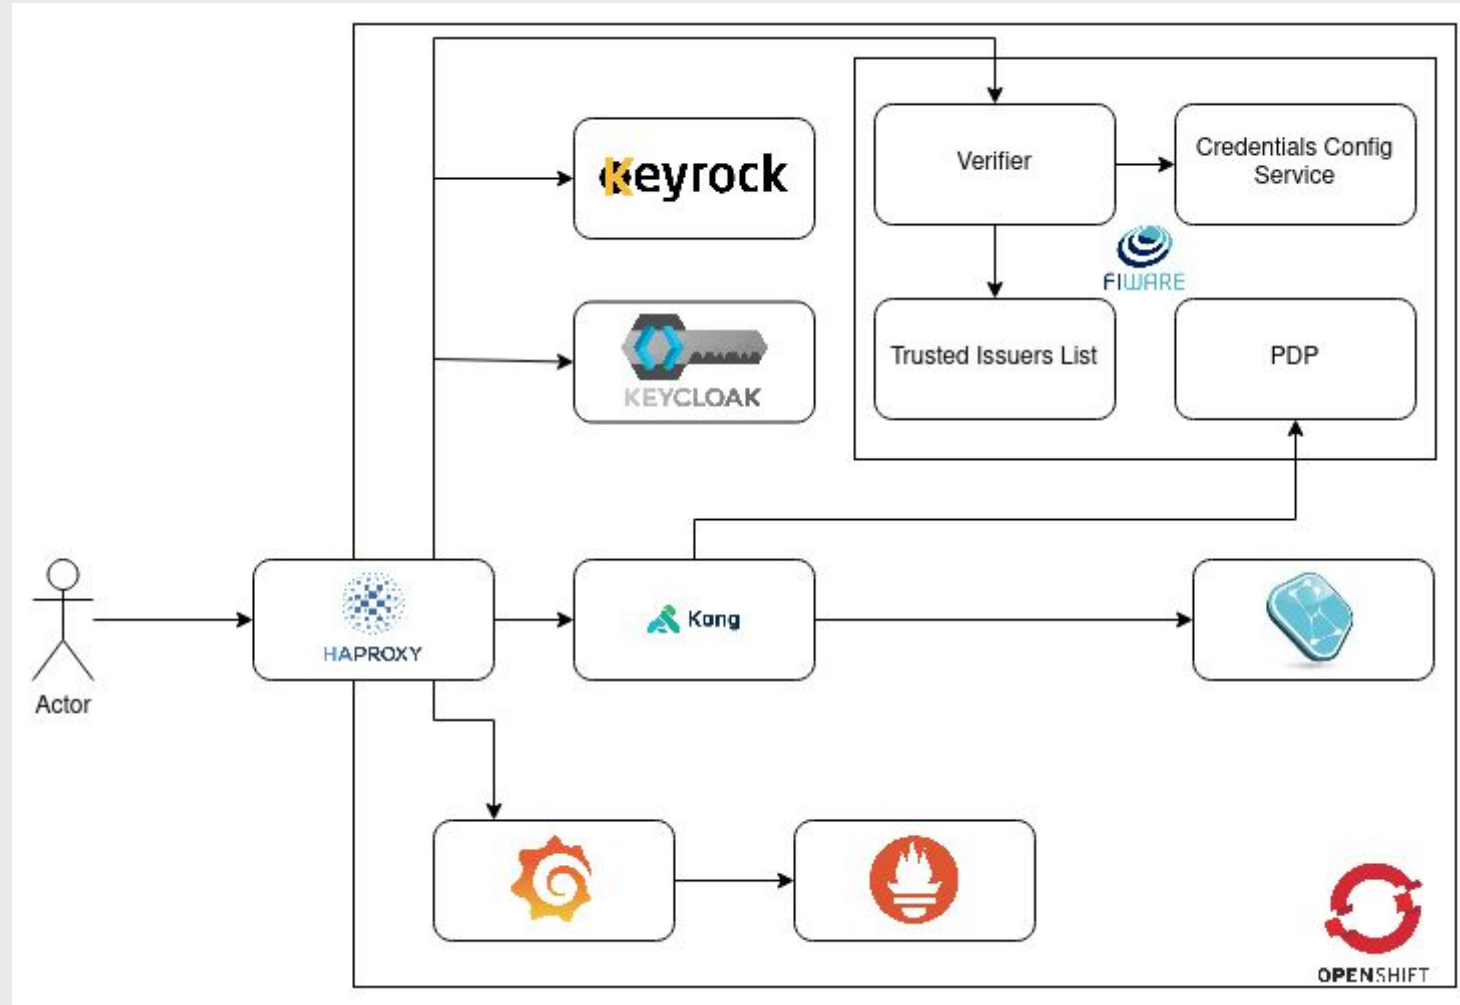 Keyrock
Verifier
Credentials Config
Service
FIWARE
KEYCLOAK
Trusted Issuers List
PDP
HAPROXY
Kong
Actor
OPENSHIFT